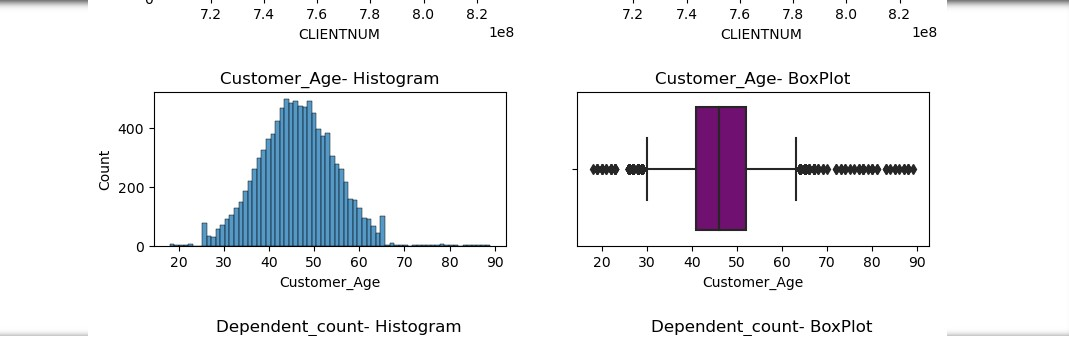 0
7.2 7.4 7.6 7.8 8.0 8.2
CLIENTNUM
1e8
7.2 7.4 7.6 7.8 8.0 8.2
CLIENTNUM
1e8
Customer_Age- Histogram
400
200
0
Count
20 30 40 50 60 70 80 90
Customer_Age
Customer_Age- BoxPlot
20 30 40 50 60 70 80 90
Customer_Age
Dependent_count- Histogram
Dependent_count- BoxPlot